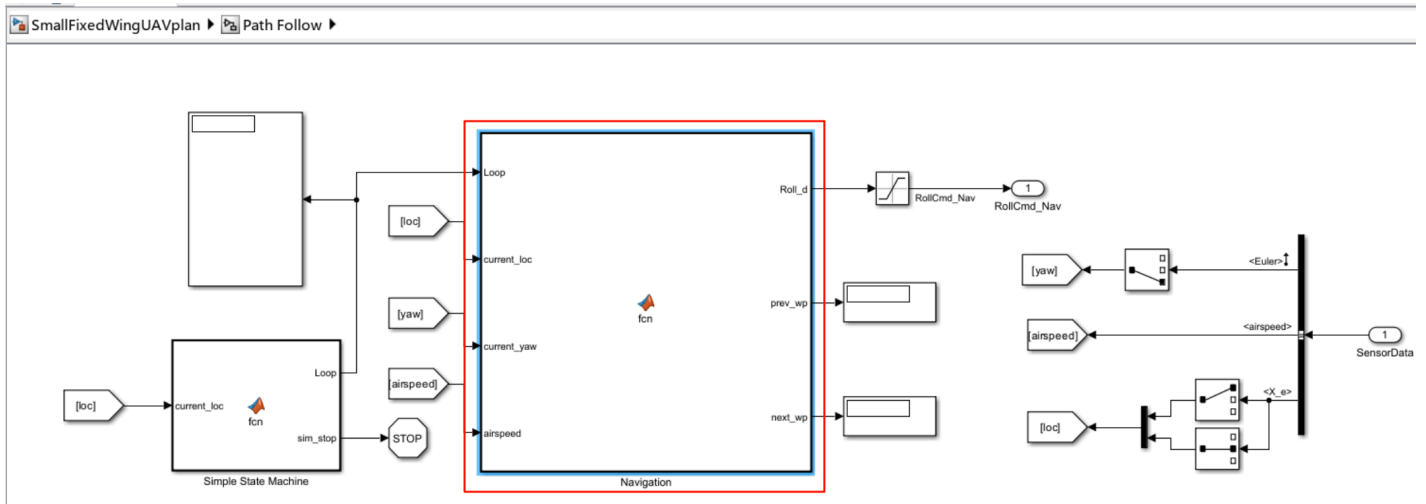 SmallFixedWingUAVplan Path Follow
Loop
[loc]
current_loc
[yaw]
current_yaw
[airspeed]
airspeed
fcn
Roll_d
prev_wp
next_wp
Navigation
RollCmd_Nav
1
RollCmd_Nav
[loc]
current_loc
fcn
Loop
sim_stop
STOP
Simple State Machine
[yaw]
<Euler>
[airspeed]
<airspeed>
1
SensorData
[loc]
<X_e>